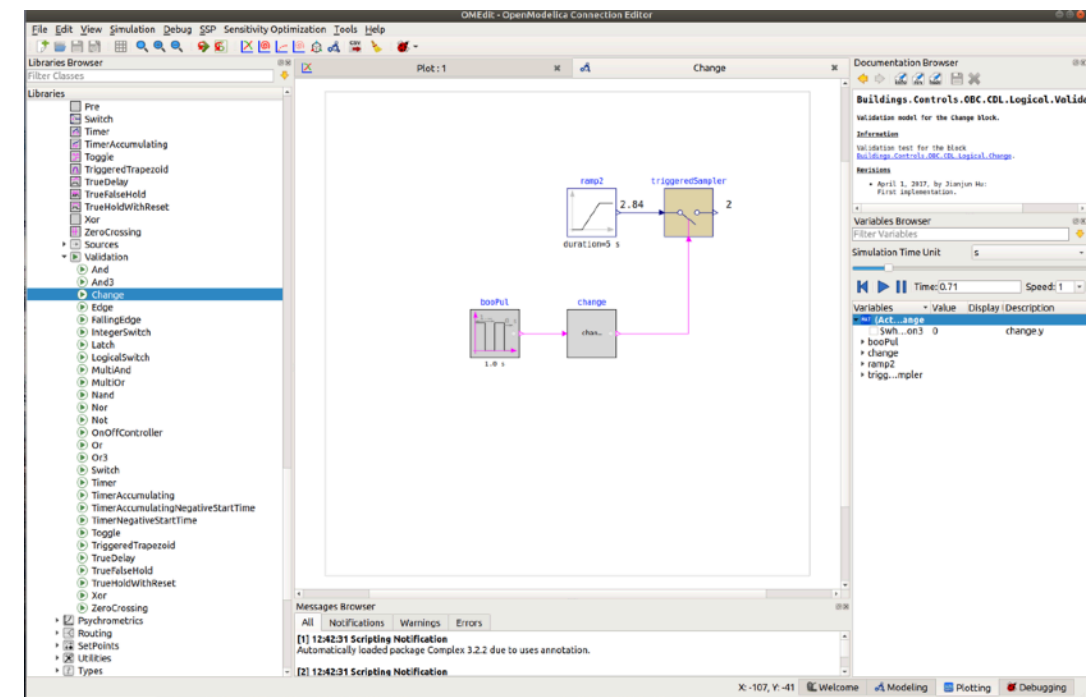 OMEdit - OpenModelica Connection Editor
File Edit View Simulation Debug SSP Sensitivity Optimization Tools Help
Libraries Browser
Filter Classes
Libraries
Pre
Switch
Timer
TimerAccumulating
Toggle
TriggeredTrapezoid
TrueDelay
TrueFalseHold
TrueHoldWithReset
Xor
ZeroCrossing
Sources
Validation
And
And3
Change
Edge
FallingEdge
IntegerSwitch
Latch
LogicalSwitch
MultiAnd
MultiOr
Nand
Nor
Not
OnOffController
Or
Or3
Switch
Timer
TimerAccumulating
TimerAccumulatingNegativeStartTime
TimerNegativeStartTime
Toggle
TriggeredTrapezoid
TrueDelay
TrueFalseHold
TrueHoldWithReset
Xor
ZeroCrossing
Psychrometrics
Routing
SetPoints
Utilities
Types
Plot : 1
Change
ramp2
triggeredSampler
2.84
2
duration=5 s
booPul
change
chan...
1.0 s
Messages Browser
All Notifications Warnings Errors
[1] 12:42:31 Scripting Notification
Automatically loaded package Complex 3.2.2 due to uses annotation.
[2] 12:42:31 Scripting Notification
Documentation Browser
Buildings.Controls.OBC.CDL.Logical.Valida
Validation model for the Change block.
Information
Validation test for the block
Buildings.Controls.OBC.CDL.Logical.Change.
Revisions
April 1, 2017, by Jianjun Hu:
First implementation.
Variables Browser
Filter Variables
Simulation Time Unit s
Time: 0.71 Speed: 1
Variables Value Display Description
(Act...ange
$wh...on3 0 change.y
booPul
change
ramp2
trigg...mpler
X: -107, Y: -41 Welcome Modeling Plotting Debugging